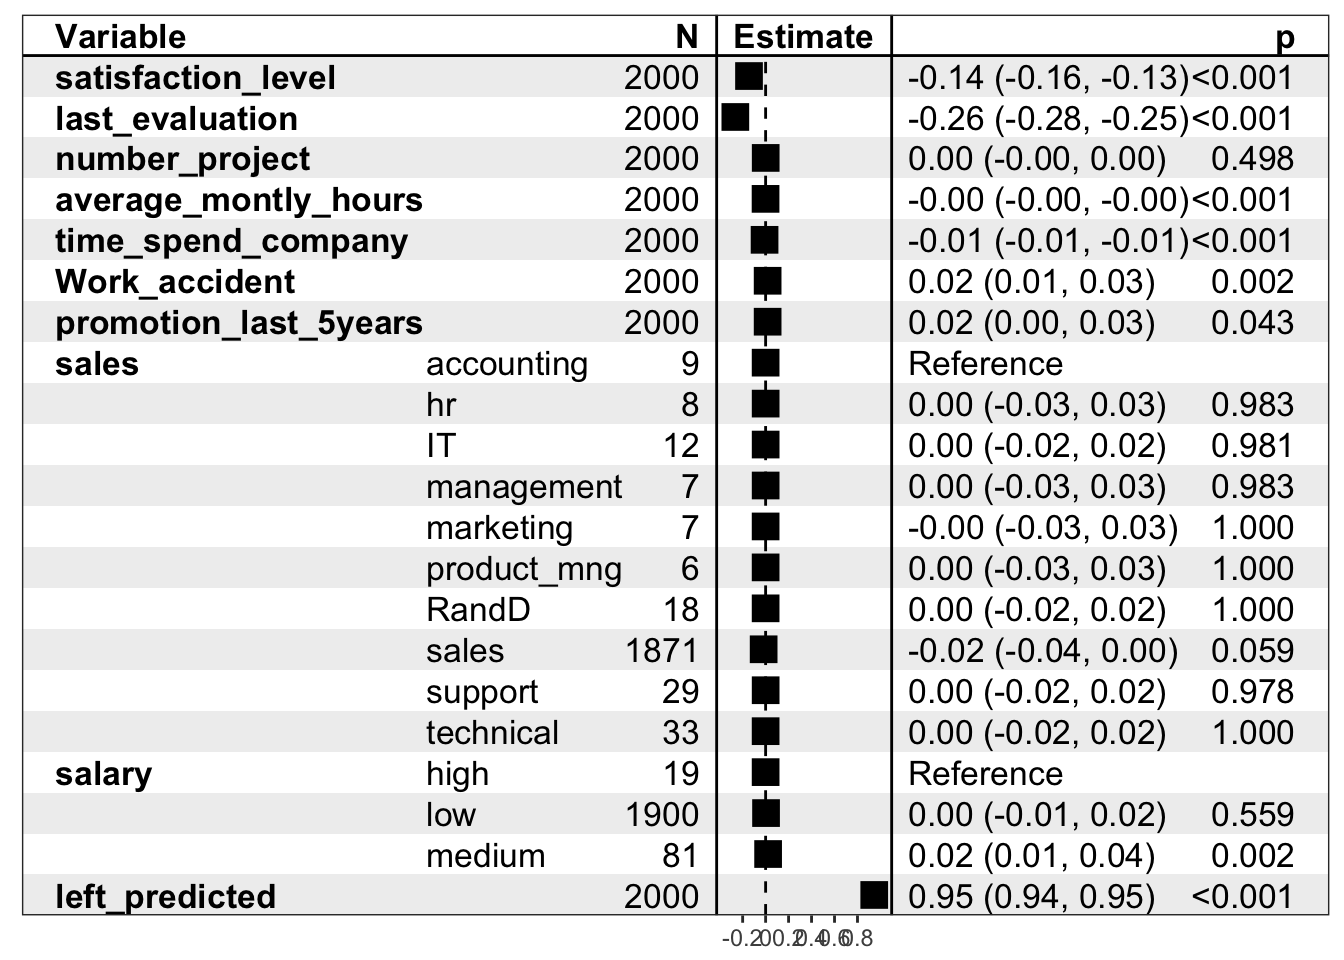 Variable N Estimate p
satisfaction_level 2000 -0.14 (-0.16, -0.13) <0.001
last_evaluation 2000 -0.26 (-0.28, -0.25) <0.001
number_project 2000 0.00 (-0.00, 0.00) 0.498
average_montly_hours 2000 -0.00 (-0.00, -0.00) <0.001
time_spend_company 2000 -0.01 (-0.01, -0.01) <0.001
Work_accident 2000 0.02 (0.01, 0.03) 0.002
promotion_last_5years 2000 0.02 (0.00, 0.03) 0.043
sales accounting 9 Reference
hr 8 0.00 (-0.03, 0.03) 0.983
IT 12 0.00 (-0.02, 0.02) 0.981
management 7 0.00 (-0.03, 0.03) 0.983
marketing 7 -0.00 (-0.03, 0.03) 1.000
product_mng 6 0.00 (-0.03, 0.03) 1.000
RandD 18 0.00 (-0.02, 0.02) 1.000
sales 1871 -0.02 (-0.04, 0.00) 0.059
support 29 0.00 (-0.02, 0.02) 0.978
technical 33 0.00 (-0.02, 0.02) 1.000
salary high 19 Reference
low 1900 0.00 (-0.01, 0.02) 0.559
medium 81 0.02 (0.01, 0.04) 0.002
left_predicted 2000 0.95 (0.94, 0.95) <0.001
-0.2 0 0.2 0.4 0.6 0.8